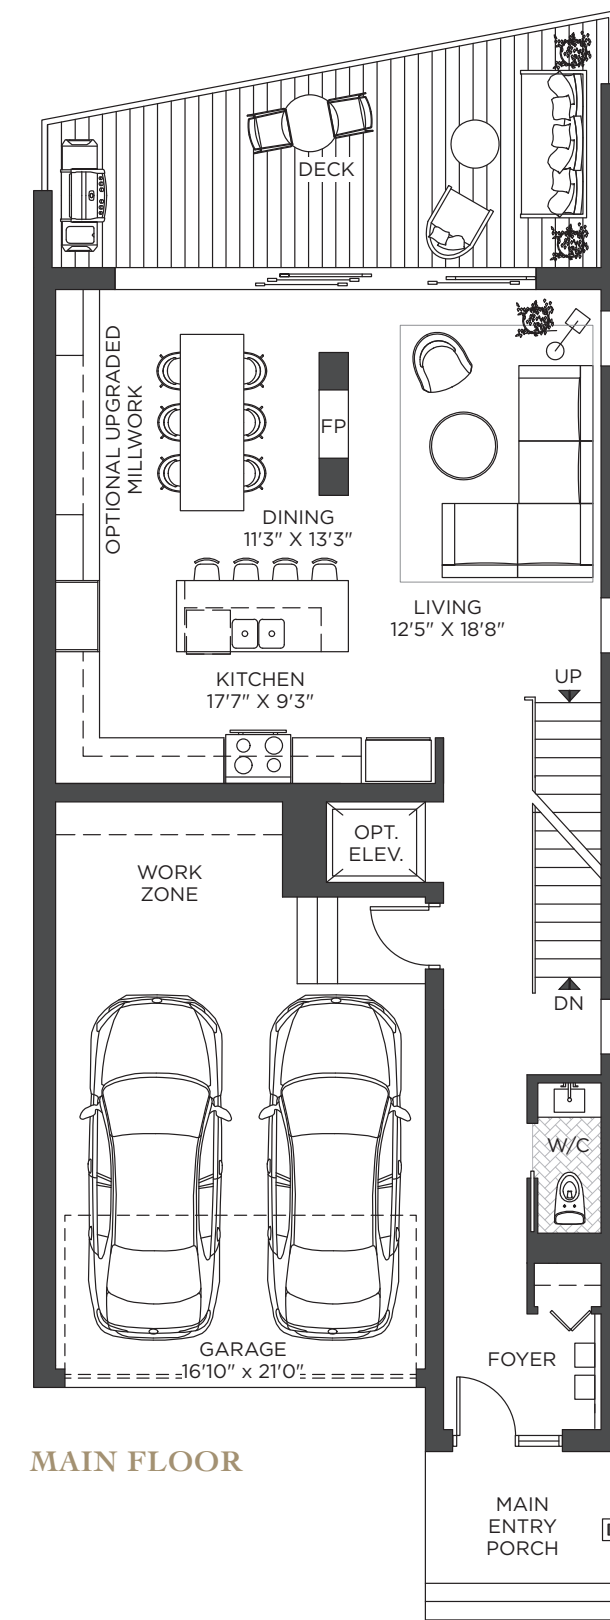 DECK
OPTIONAL UPGRADED
MILLWORK
FP
DINING
11'3" X 13'3"
LIVING
12'5" X 18'8"
KITCHEN
17'7" X 9'3"
UP
OPT.
ELEV.
WORK
ZONE
DN
W/C
GARAGE
16'10" x 21'0"
FOYER
MAIN FLOOR
MAIN
ENTRY
PORCH